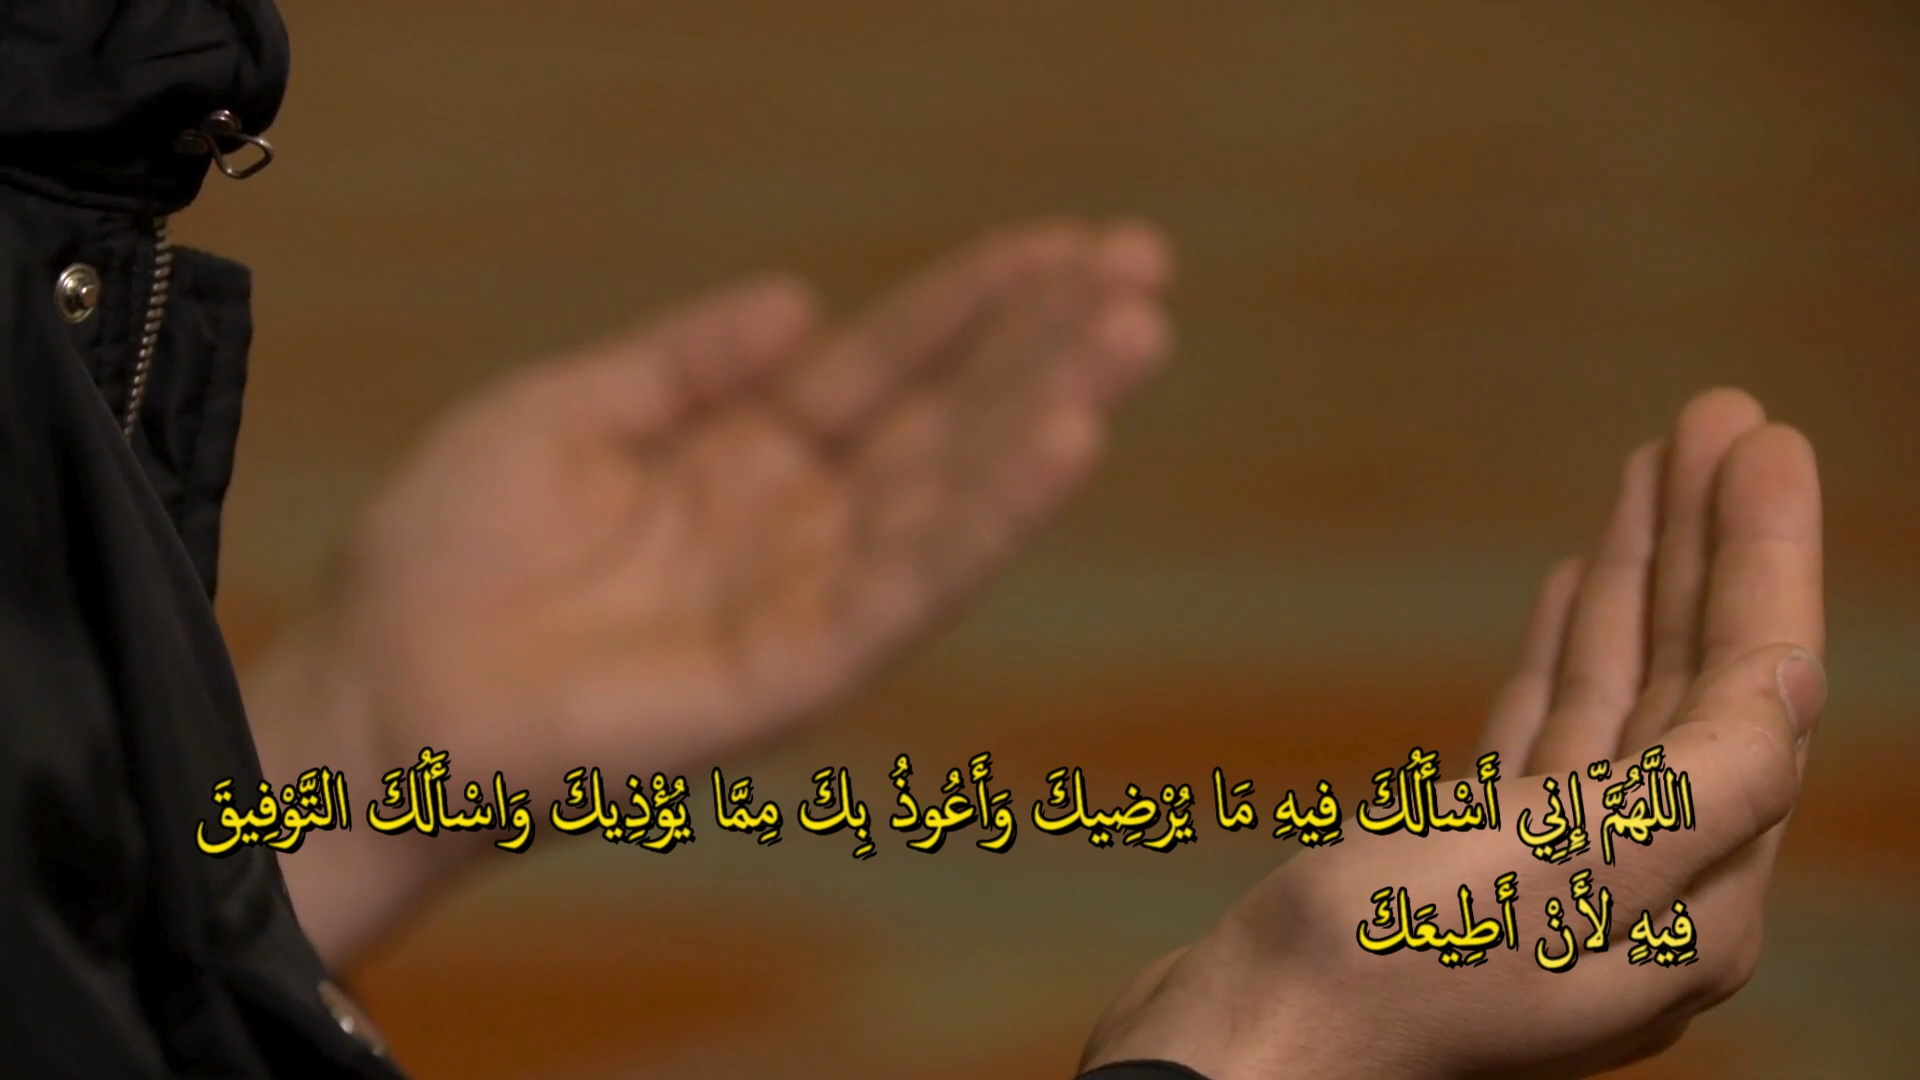 اللَّهُمَّ إِنِّي أَسْأَلُكَ فِيهِ مَا يُرْضِيكَ وَأَعُوذُ بِكَ مِمَّا يُؤْذِيكَ وَاسْأَلُكَ التَّوْفِيقَ
فِيهِ لأَنْ أَطِيعَكَ